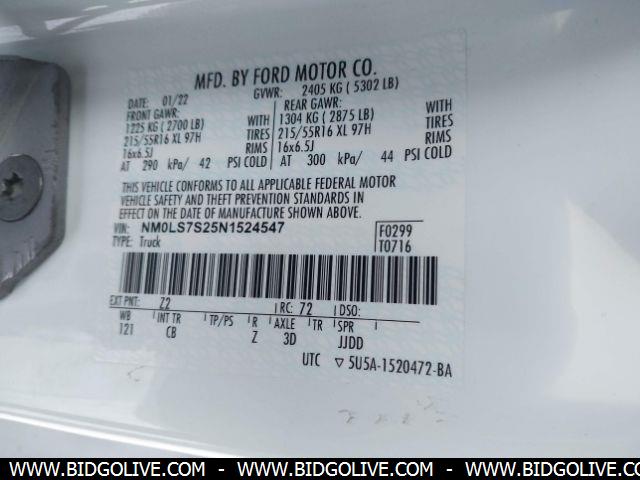 MFD. BY FORD MOTOR CO.
DATE: 01/22 GVWR: 2405 KG ( 5302 LB)
FRONT GAWR: REAR GAWR:
1225 KG ( 2700 LB) WITH 1304 KG ( 2875 LB) WITH
215/55R16 XL 97H TIRES 215/55R16 XL 97H TIRES
16x6.5J RIMS 16x6.5J RIMS
AT 290 kPa/ 42 PSI COLD AT 300 kPa/ 44 PSI COLD
THIS VEHICLE CONFORMS TO ALL APPLICABLE FEDERAL MOTOR
VEHICLE SAFETY AND THEFT PREVENTION STANDARDS IN
EFFECT ON THE DATE OF MANUFACTURE SHOWN ABOVE.
VIN: NM0LS7S25N1524547 F0299
TYPE: Truck T0716
EXT PNT: Z2 RC: 72 DSO:
WB INT TR TP/PS R AXLE TR SPR
121 CB Z 3D JJDD
UTC ▽ 5U5A-1520472-BA
WWW.BIDGOLIVE.COM - WWW.BIDGOLIVE.COM - WWW.BIDGOLIVE.COM